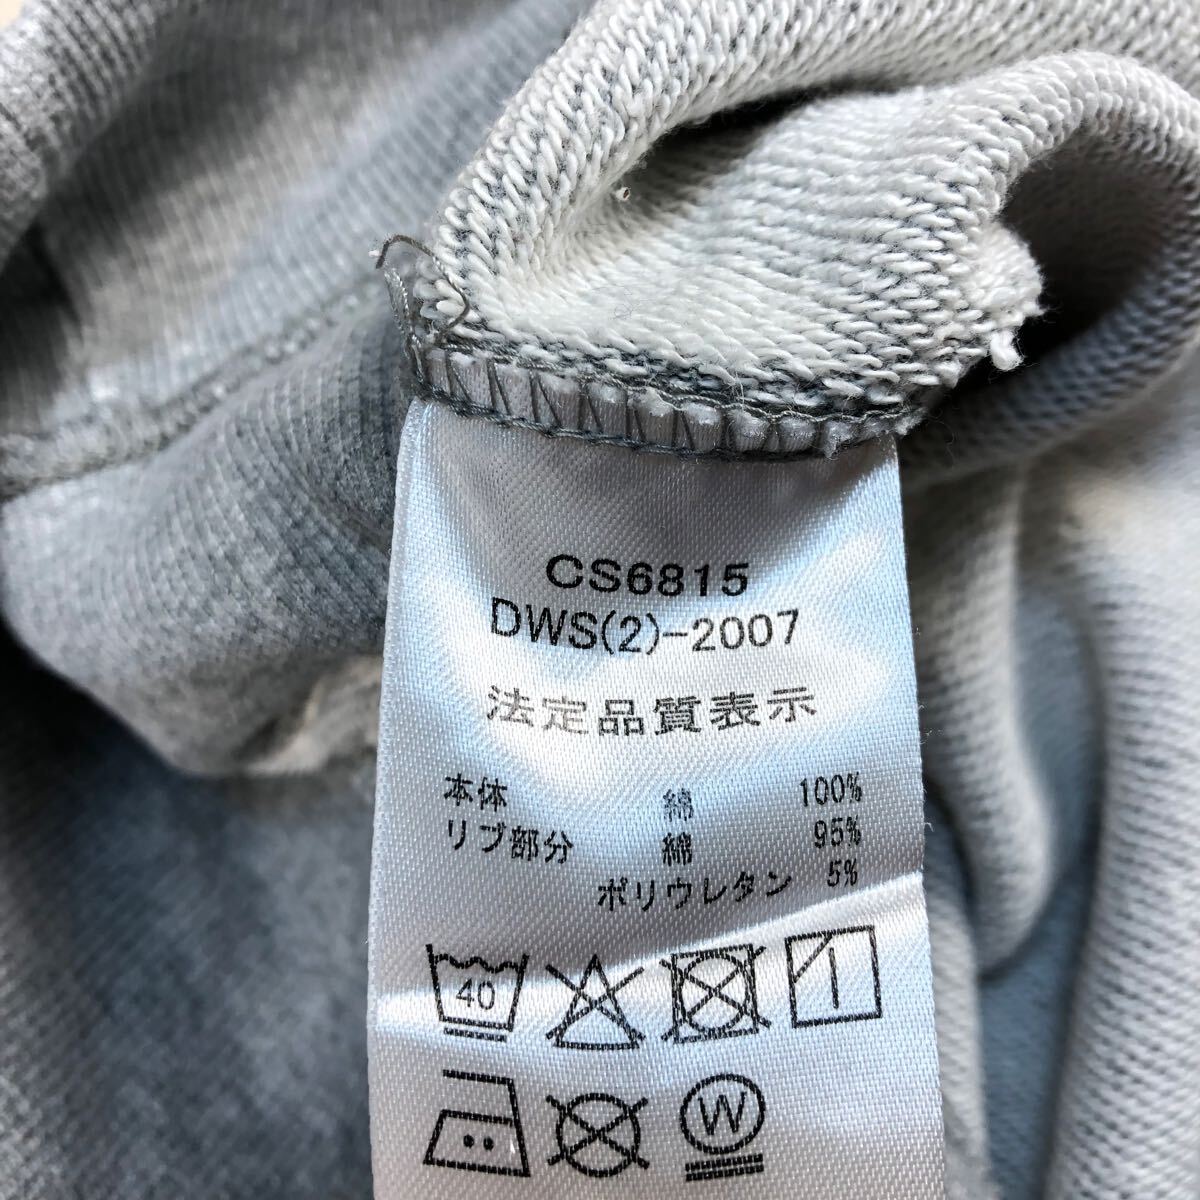 CS6815
DWS(2)-2007
法定品質表示
本体 綿 100%
リブ部分 綿 95%
ポリウレタン 5%
40
W